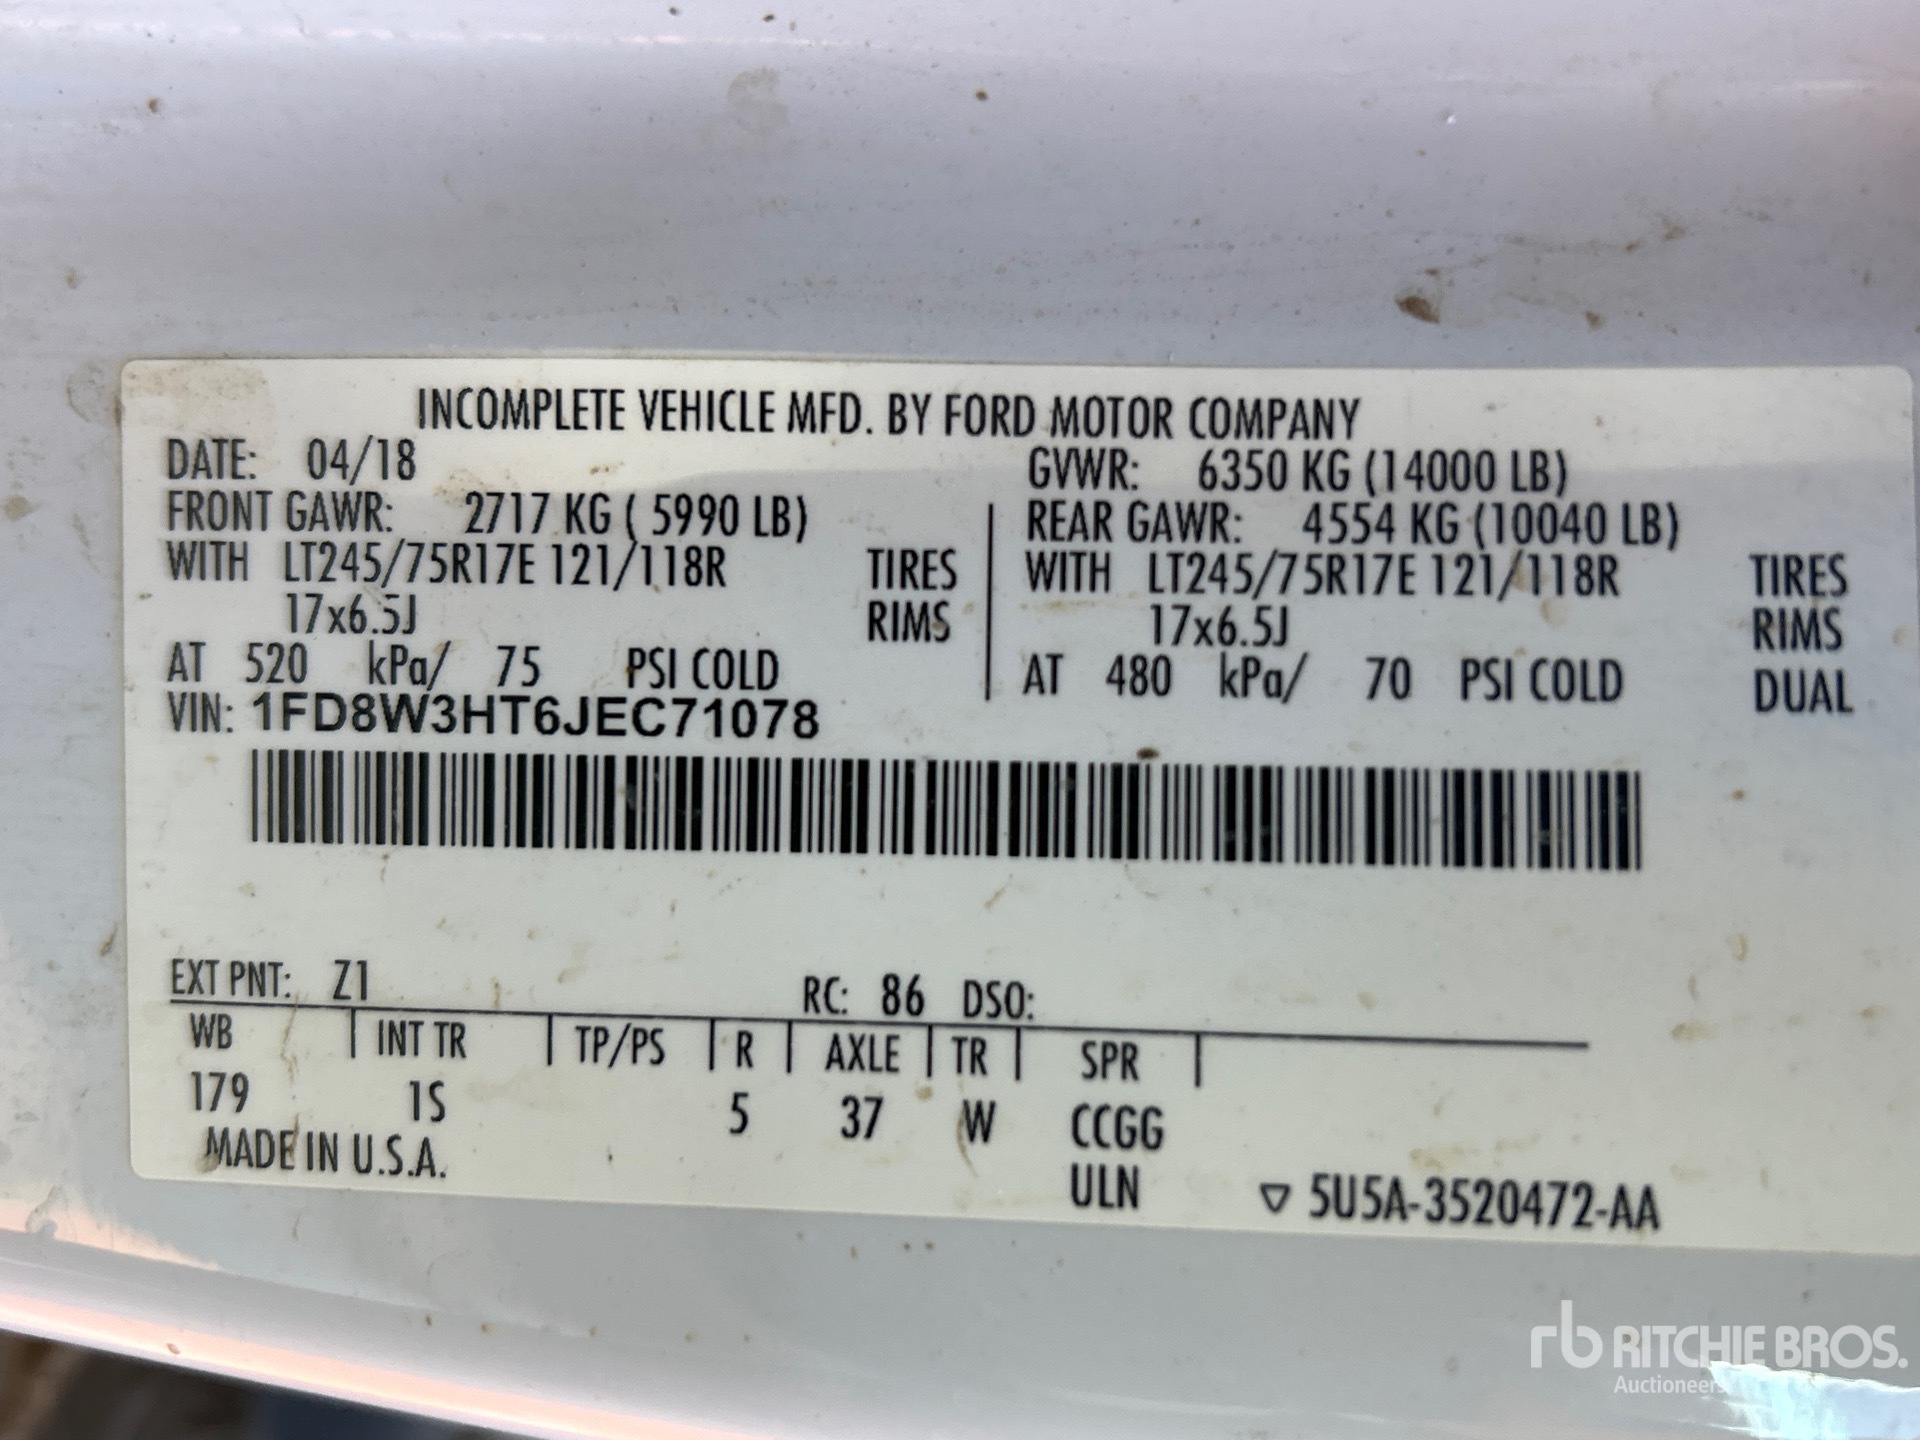 INCOMPLETE VEHICLE MFD. BY FORD MOTOR COMPANY
DATE: 04/18 GVWR: 6350 KG (14000 LB)
FRONT GAWR: 2717 KG ( 5990 LB) REAR GAWR: 4554 KG (10040 LB)
WITH LT245/75R17E 121/118R TIRES WITH LT245/75R17E 121/118R TIRES
17x6.5J RIMS 17x6.5J RIMS
AT 520 kPa/ 75 PSI COLD AT 480 kPa/ 70 PSI COLD DUAL
VIN: 1FD8W3HT6JEC71078
EXT PNT: Z1 RC: 86 DSO:
WB INT TR TP/PS R AXLE TR SPR
179 1S 5 37 W CCGG
MADE IN U.S.A. ULN ▽ 5U5A-3520472-AA
rb RITCHIE BROS.
Auctioneers